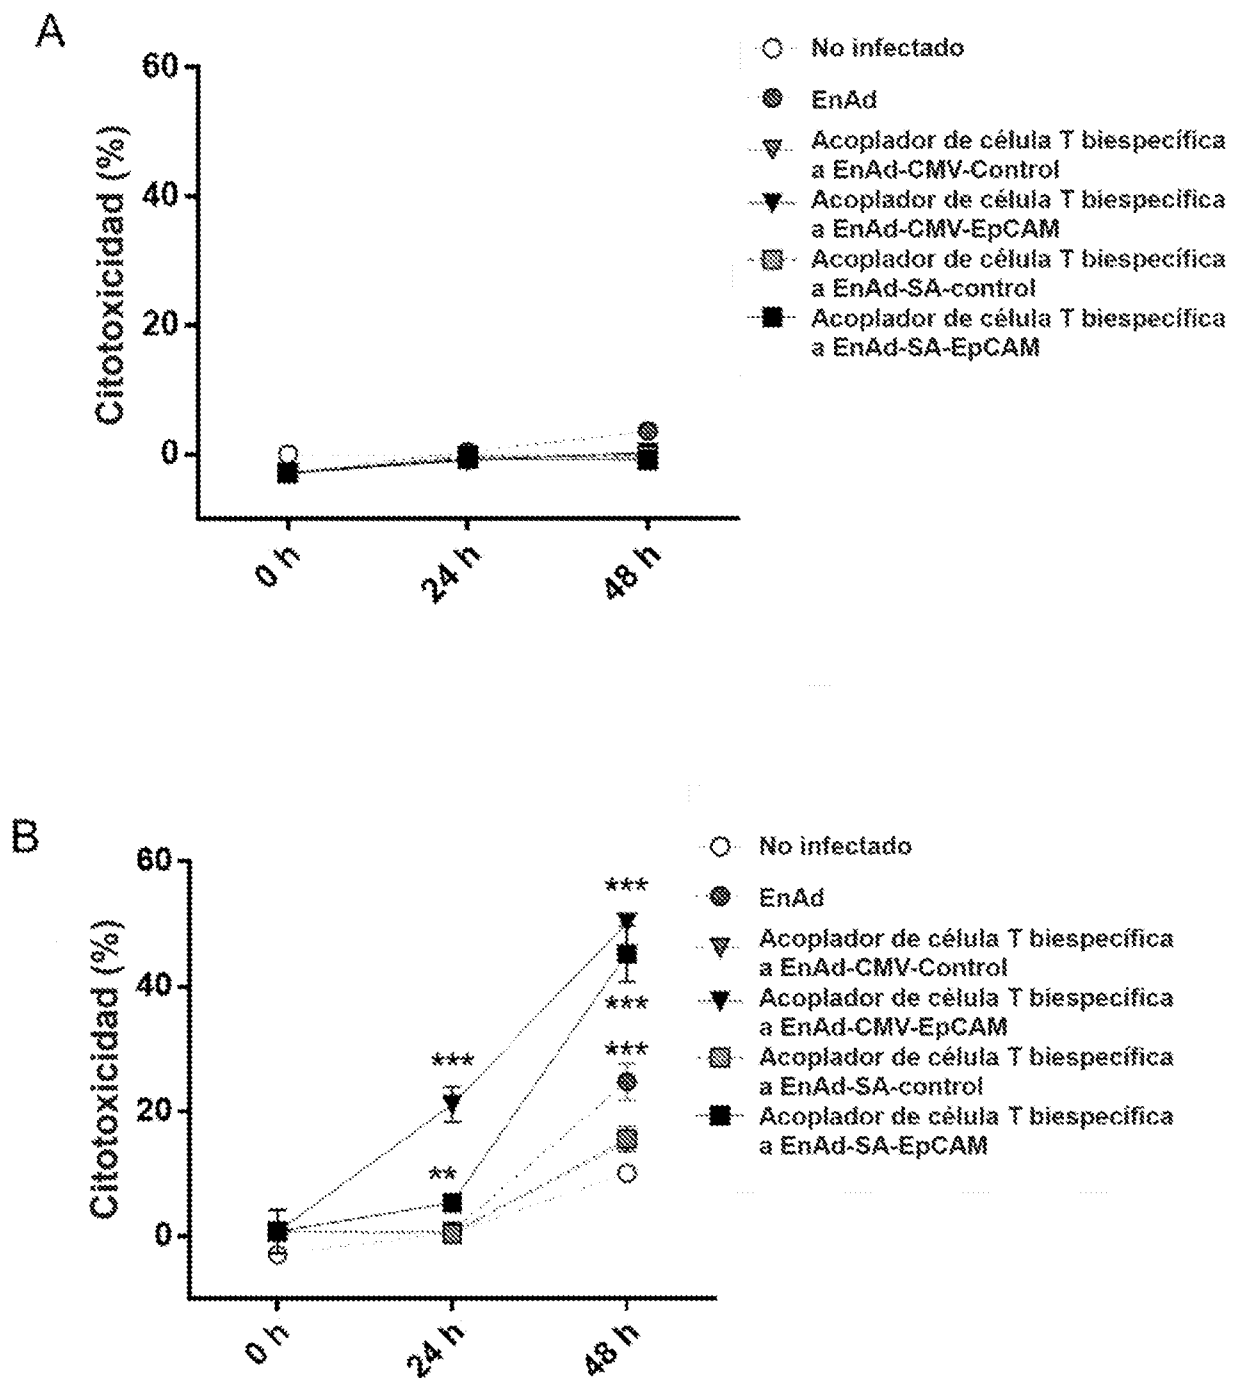 A
Citotoxicidad (%)
60
40
20
0
0 h
24 h
48 h
No infectado
EnAd
Acoplador de célula T biespecífica
a EnAd-CMV-Control
Acoplador de célula T biespecífica
a EnAd-CMV-EpCAM
Acoplador de célula T biespecífica
a EnAd-SA-control
Acoplador de célula T biespecífica
a EnAd-SA-EpCAM
B
Citotoxicidad (%)
60
40
20
0
***
**
***
***
***
0 h
24 h
48 h
No infectado
EnAd
Acoplador de célula T biespecífica
a EnAd-CMV-Control
Acoplador de célula T biespecífica
a EnAd-CMV-EpCAM
Acoplador de célula T biespecífica
a EnAd-SA-control
Acoplador de célula T biespecífica
a EnAd-SA-EpCAM